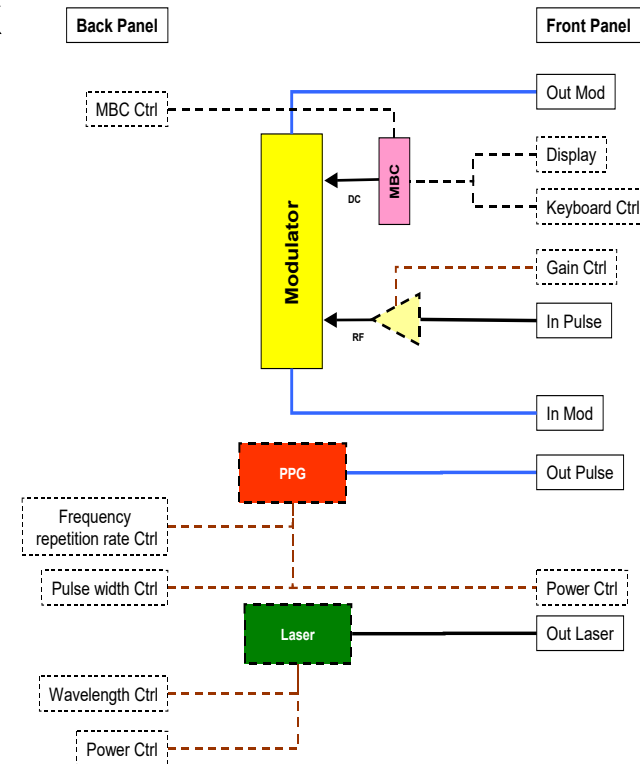 Back Panel
Front Panel
Out Mod
MBC Ctrl
Display
MBC
DC
Keyboard Ctrl
Modulator
Gain Ctrl
In Pulse
RF
In Mod
PPG
Out Pulse
Frequency
repetition rate Ctrl
Pulse width Ctrl
Power Ctrl
Laser
Out Laser
Wavelength Ctrl
Power Ctrl